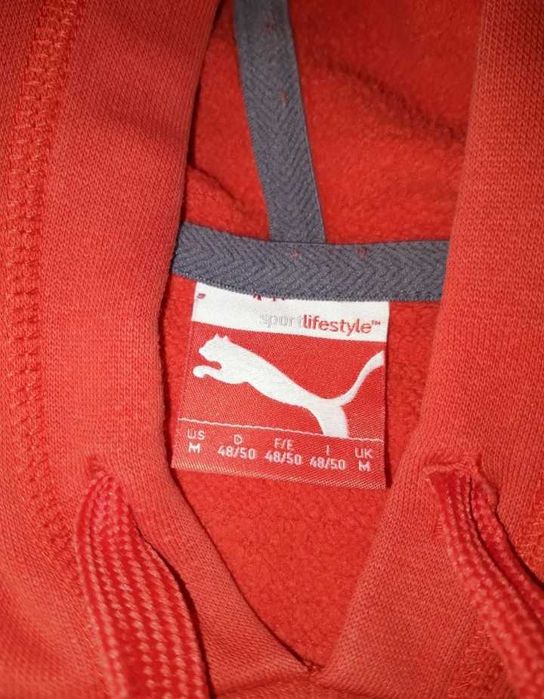 sportlifestyle™
US D F/E I UK
M 48/50 48/50 48/50 M